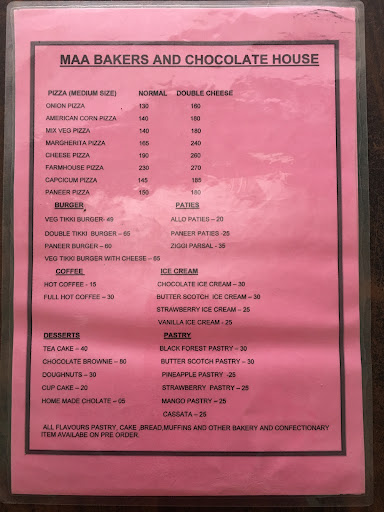 MAA BAKERS AND CHOCOLATE HOUSE
PIZZA (MEDIUM SIZE) NORMAL DOUBLE CHEESE
ONION PIZZA 130 160
AMERICAN CORN PIZZA 140 180
MIX VEG PIZZA 140 180
MARGHERITA PIZZA 165 240
CHEESE PIZZA 190 260
FARMHOUSE PIZZA 230 270
CAPCICUM PIZZA 145 185
PANEER PIZZA 150 180
BURGER PATIES
VEG TIKKI BURGER- 45 ALLO PATIES – 20
DOUBLE TIKKI BURGER – 65 PANEER PATIES -25
PANEER BURGER – 60 ZIGGI PARSAL - 35
VEG TIKKI BURGER WITH CHEESE – 65
COFFEE ICE CREAM
HOT COFFEE - 15 CHOCOLATE ICE CREAM – 30
FULL HOT COFFEE – 30 BUTTER SCOTCH ICE CREAM – 30
STRAWBERRY ICE CREAM – 25
VANILLA ICE CREAM - 25
DESSERTS PASTRY
TEA CAKE – 40 BLACK FOREST PASTRY – 30
CHOCOLATE BROWNIE – 80 BUTTER SCOTCH PASTRY – 30
DOUGHNUTS – 30 PINEAPPLE PASTRY -25
CUP CAKE – 20 STRAWBERRY PASTRY – 25
HOME MADE CHOLATE – 05 MANGO PASTRY – 25
CASSATA – 25
ALL FLAVOURS PASTRY, CAKE ,BREAD,MUFFINS AND OTHER BAKERY AND CONFECTIONARY
ITEM AVAILABE ON PRE ORDER.